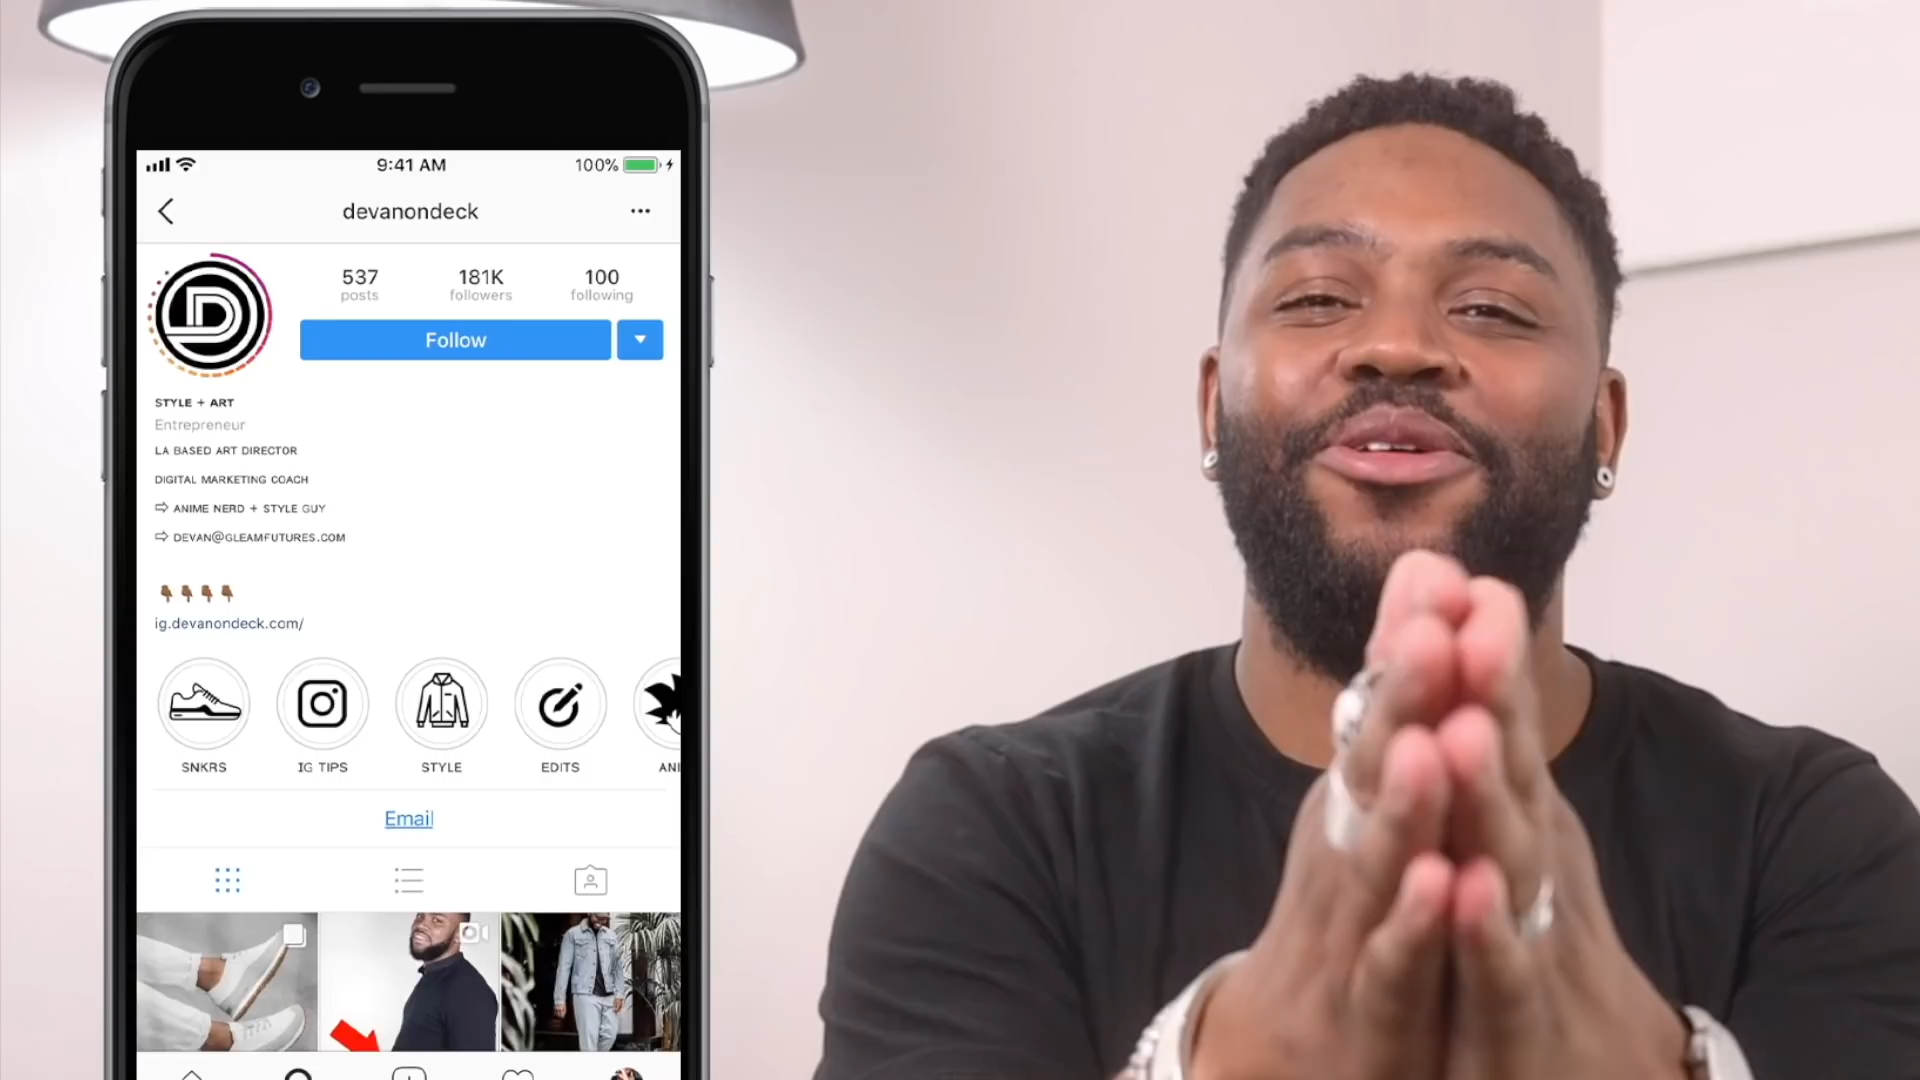 9:41 AM 100%
devanondeck
537 181K 100
posts followers following
Follow
STYLE + ART
Entrepreneur
LA BASED ART DIRECTOR
DIGITAL MARKETING COACH
⇨ ANIME NERD + STYLE GUY
⇨ DEVAN@GLEAMFUTURES.COM
👇🏾👇🏾👇🏾👇🏾
ig.devanondeck.com/
SNKRS IG TIPS STYLE EDITS ANI
Email